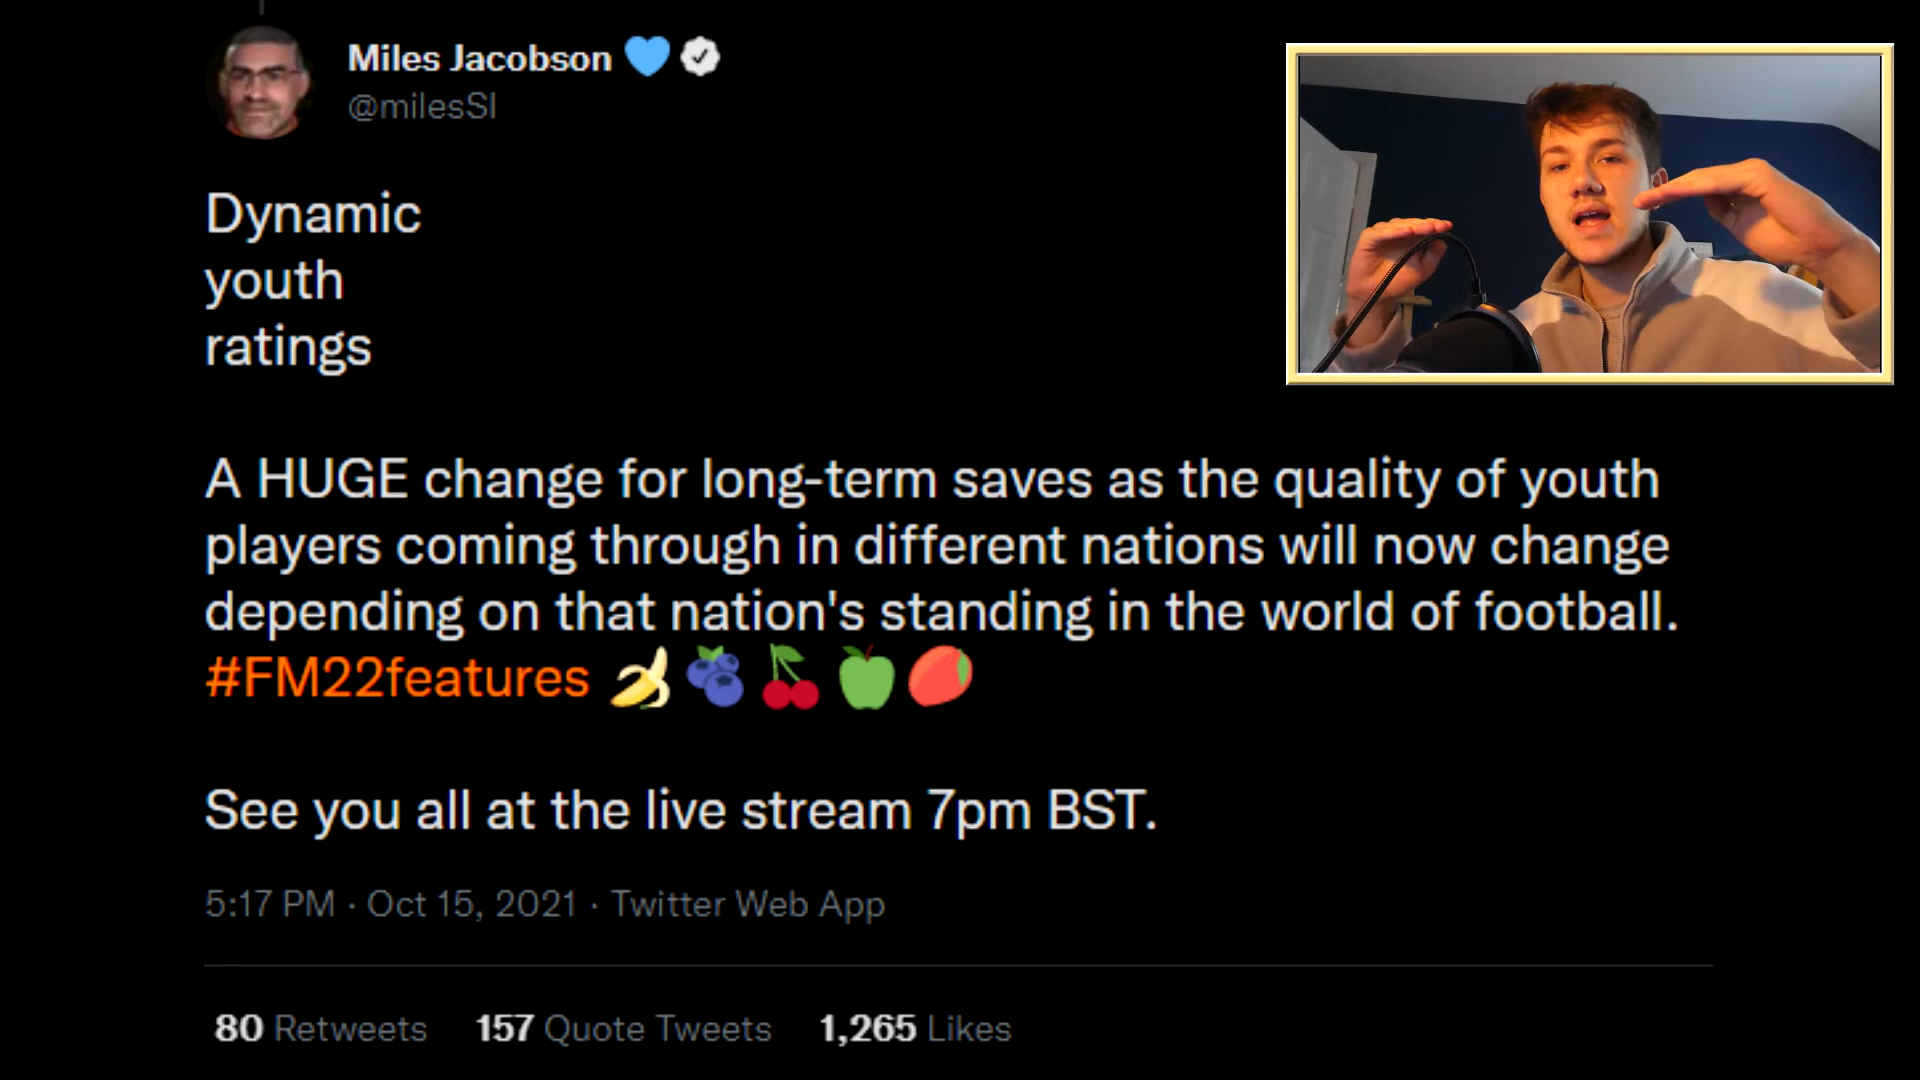 Miles Jacobson 💙
@milesSI
Dynamic
youth
ratings
A HUGE change for long-term saves as the quality of youth
players coming through in different nations will now change
depending on that nation's standing in the world of football.
#FM22features 🍌🫐🍒🍏🥭
See you all at the live stream 7pm BST.
5:17 PM · Oct 15, 2021 · Twitter Web App
80 Retweets 157 Quote Tweets 1,265 Likes